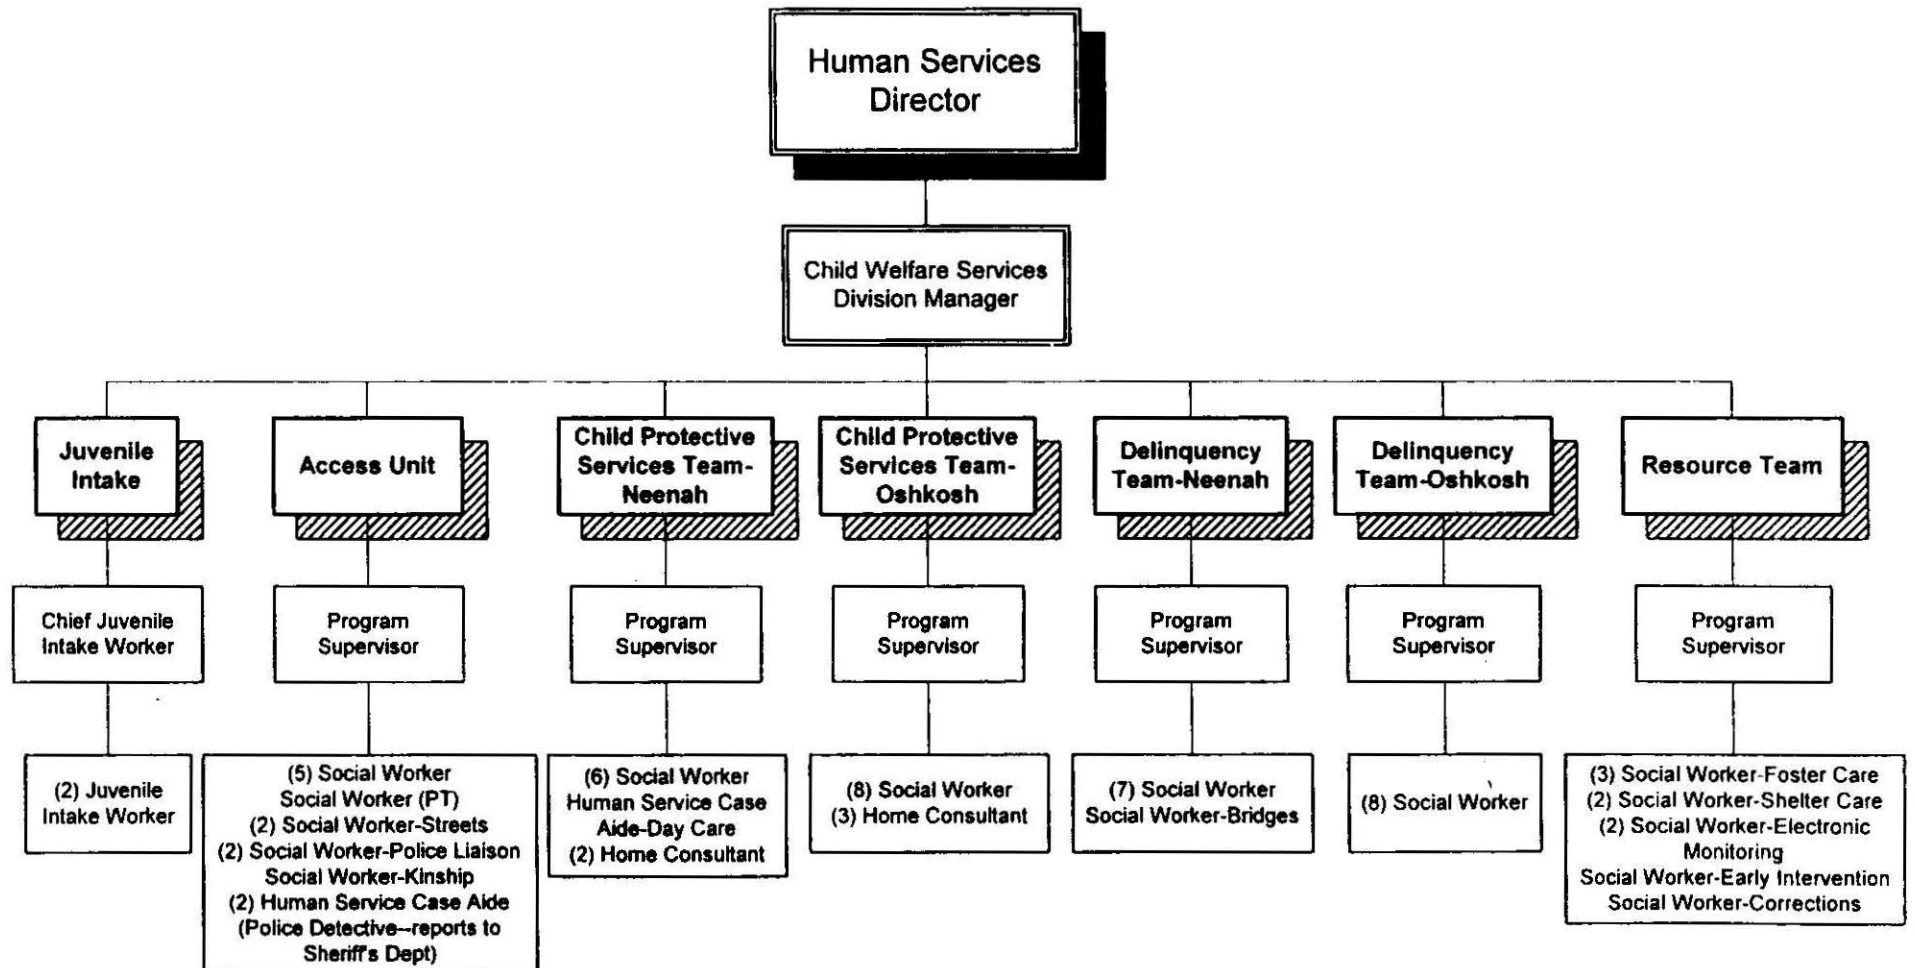 Human Services
Director
Child Welfare Services
Division Manager
Juvenile
Intake
Access Unit
Child Protective
Services Team-
Neenah
Child Protective
Services Team-
Oshkosh
Delinquency
Team-Neenah
Delinquency
Team-Oshkosh
Resource Team
Chief Juvenile
Intake Worker
Program
Supervisor
Program
Supervisor
Program
Supervisor
Program
Supervisor
Program
Supervisor
Program
Supervisor
(2) Juvenile
Intake Worker
(5) Social Worker
Social Worker (PT)
(2) Social Worker-Streets
(2) Social Worker-Police Liaison
Social Worker-Kinship
(2) Human Service Case Aide
(Police Detective--reports to
Sheriff's Dept)
(6) Social Worker
Human Service Case
Aide-Day Care
(2) Home Consultant
(8) Social Worker
(3) Home Consultant
(7) Social Worker
Social Worker-Bridges
(8) Social Worker
(3) Social Worker-Foster Care
(2) Social Worker-Shelter Care
(2) Social Worker-Electronic
Monitoring
Social Worker-Early Intervention
Social Worker-Corrections